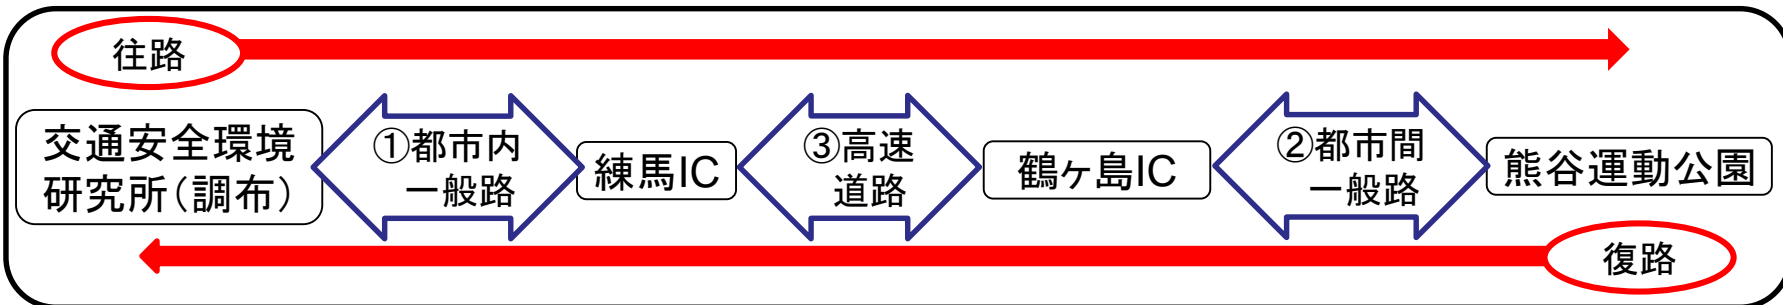 往路
交通安全環境
研究所(調布)
①都市内
一般路
練馬IC
③高速
道路
鶴ヶ島IC
②都市間
一般路
熊谷運動公園
復路